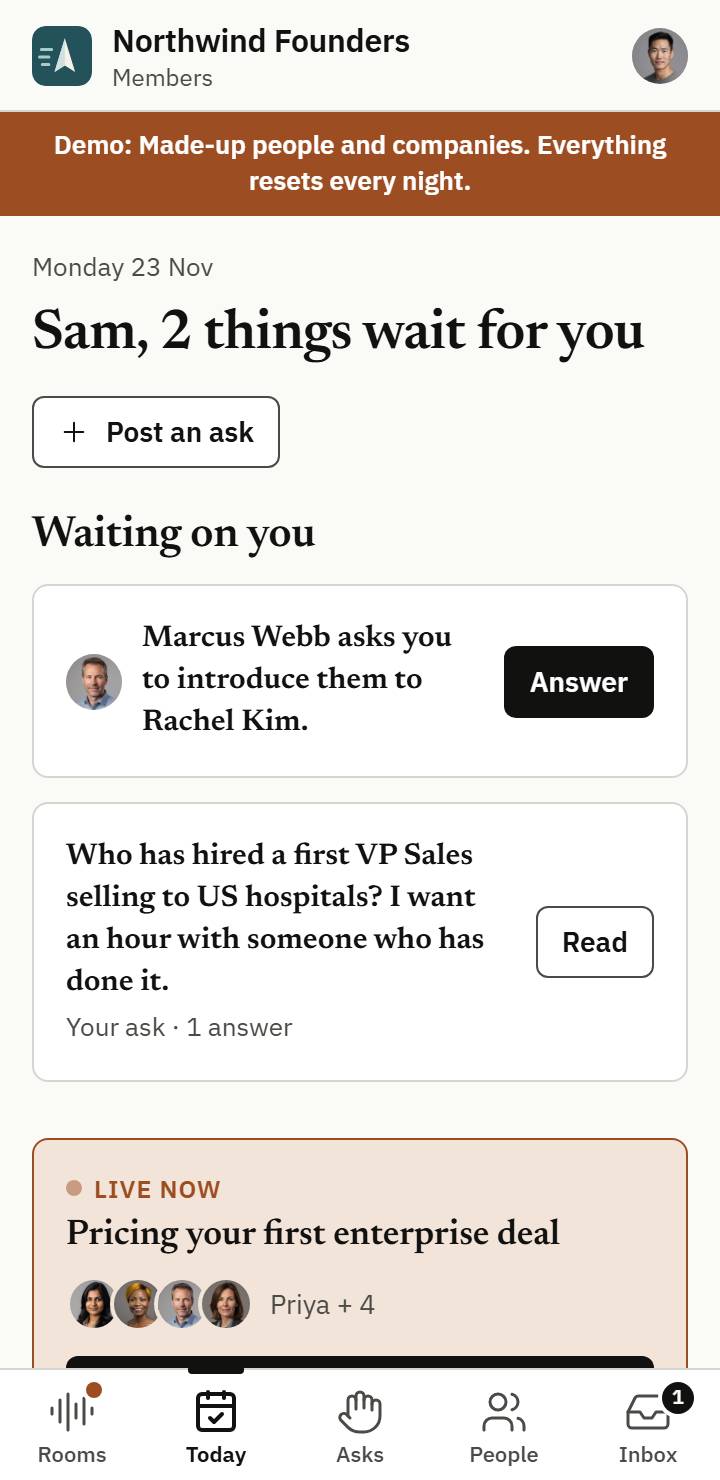 Northwind Founders
Members
Demo: Made-up people and companies. Everything
resets every night.
Monday 23 Nov
Sam, 2 things wait for you
Post an ask
Waiting on you
Marcus Webb asks you
to introduce them to
Rachel Kim.
Answer
Who has hired a first VP Sales
selling to US hospitals? I want
an hour with someone who has
done it.
Your ask · 1 answer
Read
LIVE NOW
Pricing your first enterprise deal
Priya + 4
Rooms
Today
Asks
People
1
Inbox